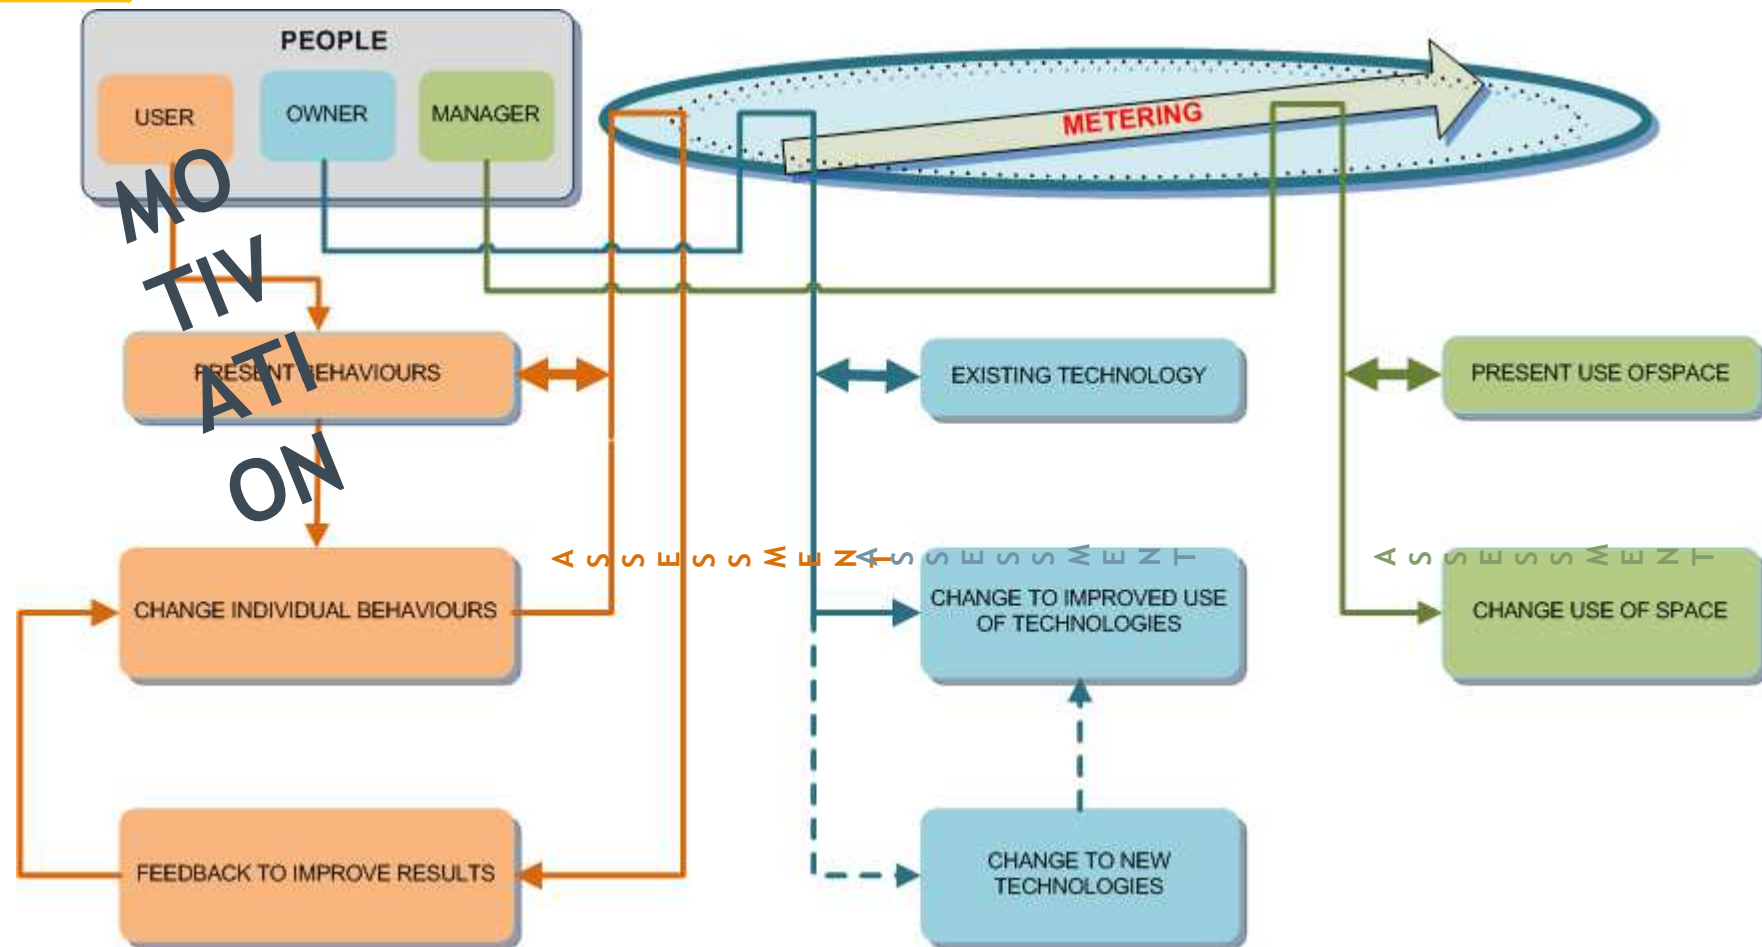 PEOPLE
USER
OWNER
MANAGER
METERING
MO
TIV
ATI
ON
PRESENT BEHAVIOURS
EXISTING TECHNOLOGY
PRESENT USE OFSPACE
ASSESSMENT
ASSESSMENT
ASSESSMENT
CHANGE INDIVIDUAL BEHAVIOURS
CHANGE TO IMPROVED USE
OF TECHNOLOGIES
CHANGE USE OF SPACE
FEEDBACK TO IMPROVE RESULTS
CHANGE TO NEW
TECHNOLOGIES